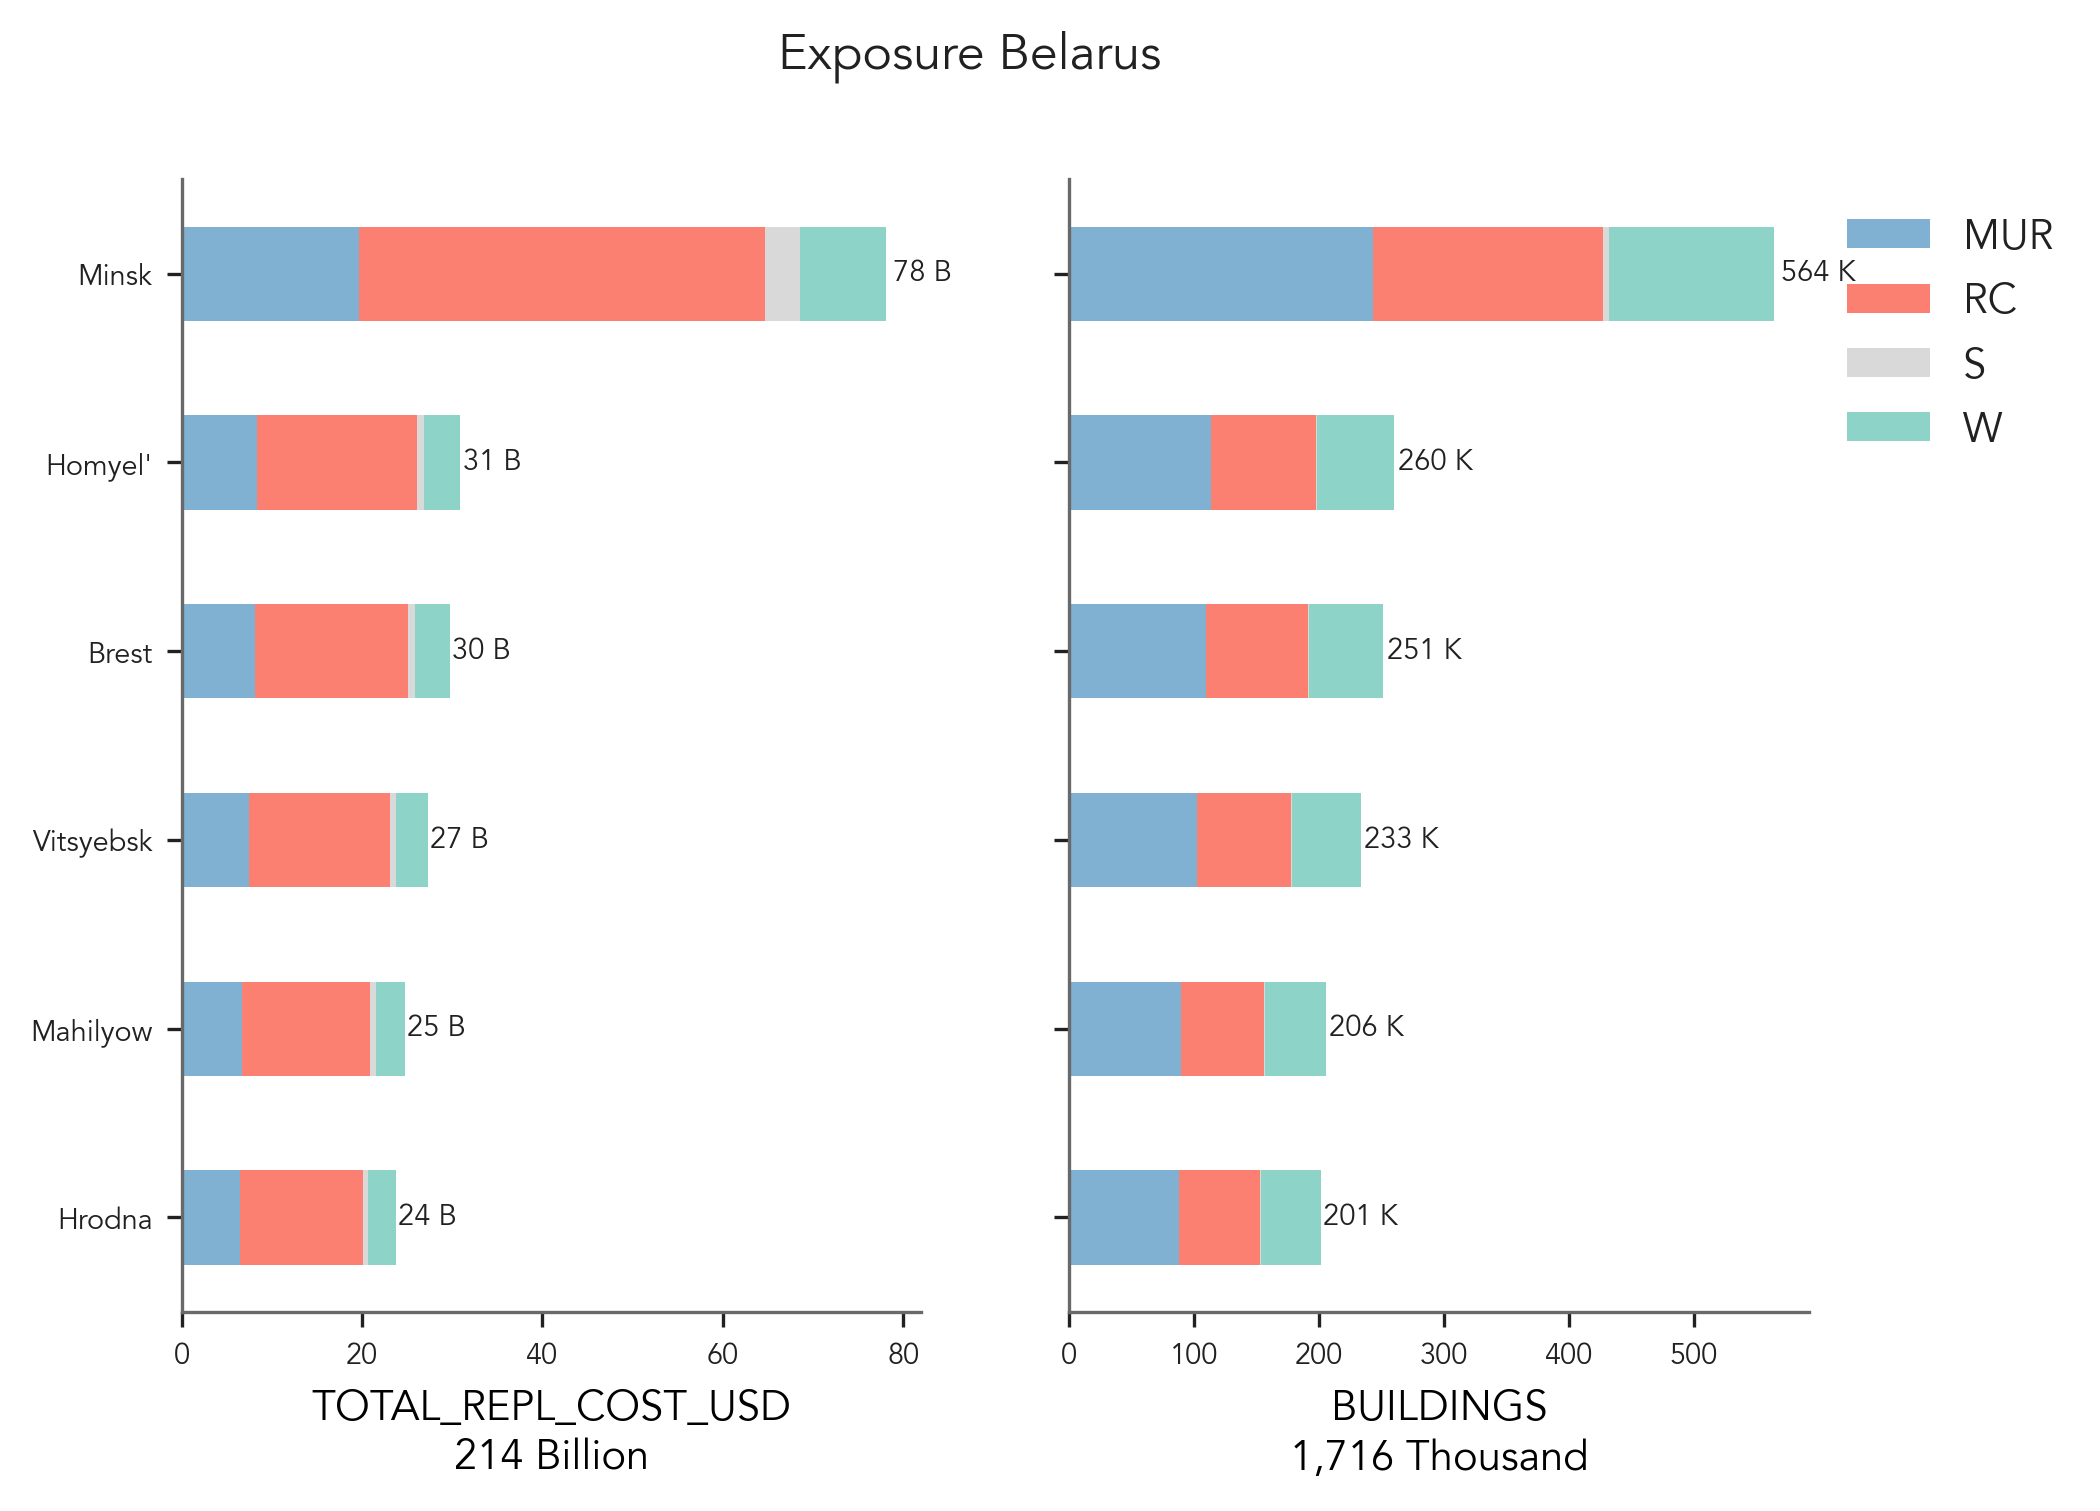 Exposure Belarus
Minsk
78 B
Homyel'
31 B
Brest
30 B
Vitsyebsk
27 B
Mahilyow
25 B
Hrodna
24 B
0 20 40 60 80
TOTAL_REPL_COST_USD
214 Billion
564 K
260 K
251 K
233 K
206 K
201 K
0 100 200 300 400 500
BUILDINGS
1,716 Thousand
MUR
RC
S
W